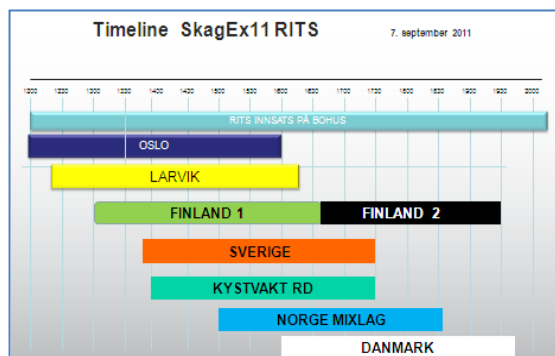 Timeline SkagEx11 RITS 7. september 2011
1200 1230 1300 1330 1400 1430 1500 1530 1600 1630 1700 1730 1800 1830 1900 1930 2000
RITS INNSATS PÅ BOHUS
OSLO
LARVIK
FINLAND 1 FINLAND 2
SVERIGE
KYSTVAKT RD
NORGE MIXLAG
DANMARK